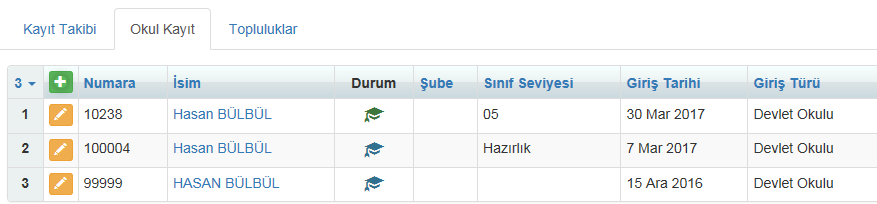 Kayıt Takibi Okul Kayıt Topluluklar
3 Numara İsim Durum Şube Sınıf Seviyesi Giriş Tarihi Giriş Türü
1 10238 Hasan BÜLBÜL 05 30 Mar 2017 Devlet Okulu
2 100004 Hasan BÜLBÜL Hazırlık 7 Mar 2017 Devlet Okulu
3 99999 HASAN BÜLBÜL 15 Ara 2016 Devlet Okulu